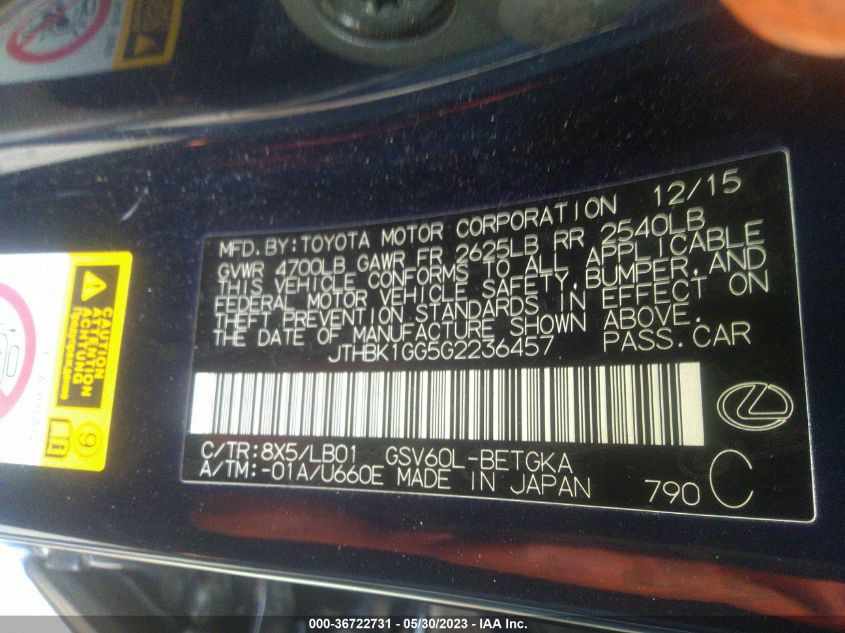 MFD. BY: TOYOTA MOTOR CORPORATION 12/15
GVWR 4700LB GAWR FR 2625LB RR 2540LB
THIS VEHICLE CONFORMS TO ALL APPLICABLE
FEDERAL MOTOR VEHICLE SAFETY, BUMPER, AND
THEFT PREVENTION STANDARDS IN EFFECT ON
THE DATE OF MANUFACTURE SHOWN ABOVE.
JTHBK1GG5G2236457 PASS. CAR
C/TR: 8X5/LB01 GSV60L-BETGKA
A/TM: -01A/U660E MADE IN JAPAN 790 C
CAUTION
ATTENTION
ACHTUNG
9
000-36722731 - 05/30/2023 - IAA Inc.